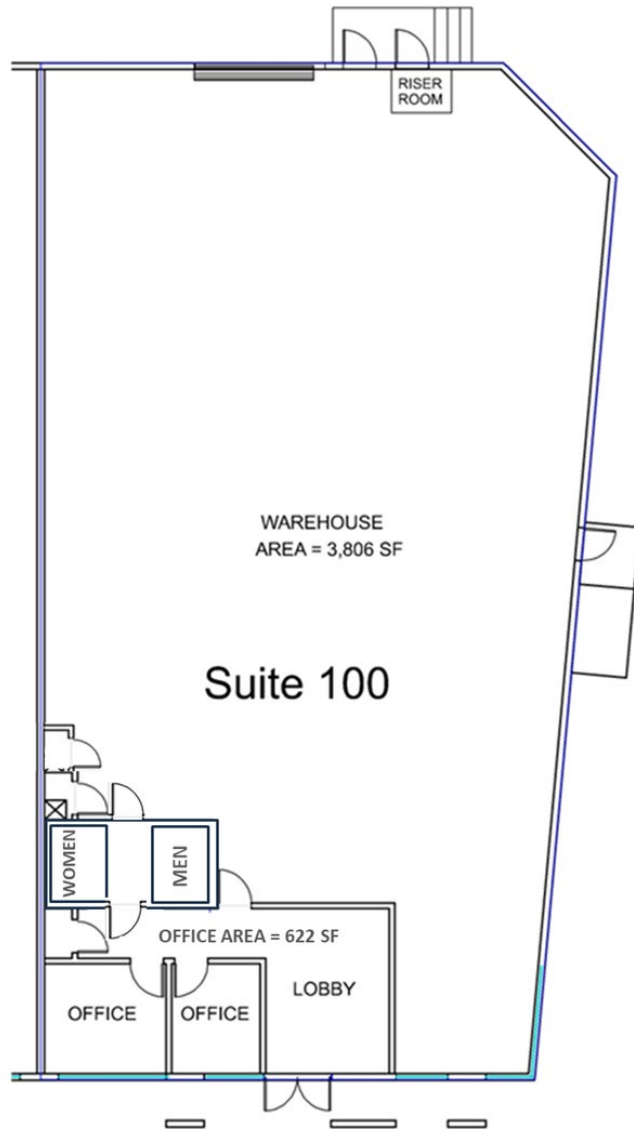 RISER
ROOM
WAREHOUSE
AREA = 3,806 SF
Suite 100
WOMEN
MEN
OFFICE AREA = 622 SF
LOBBY
OFFICE
OFFICE